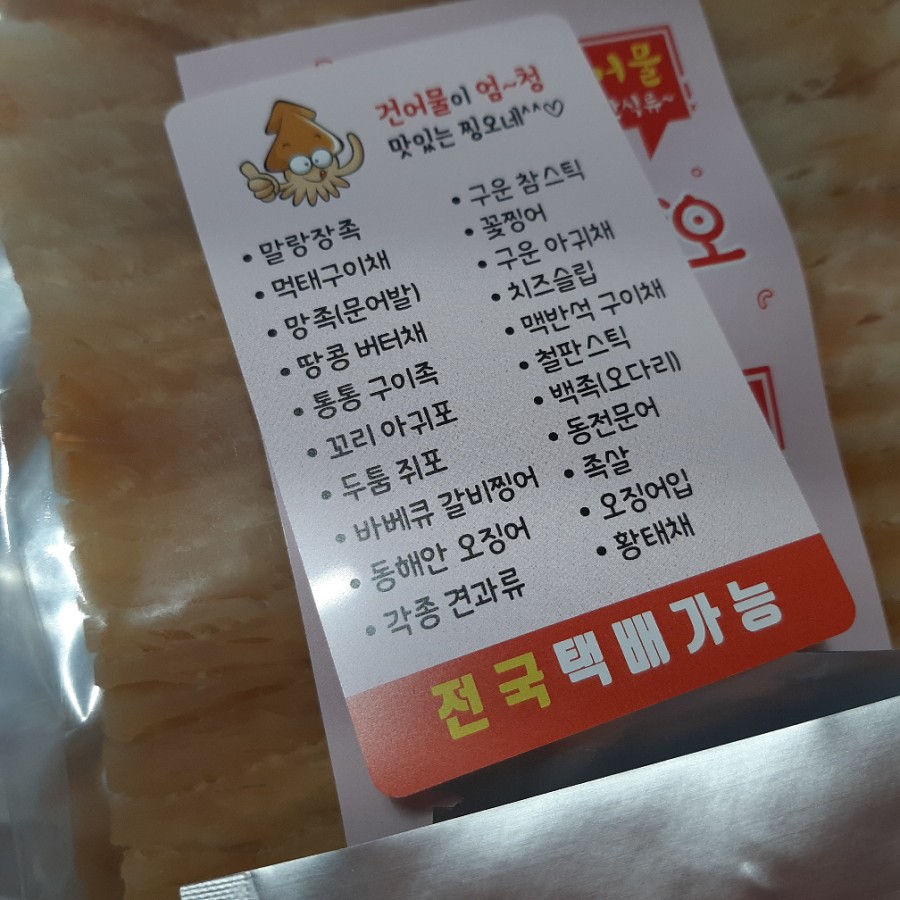 건어물이 엄~청
맛있는 찡오네^^♡
• 말랑장족
• 먹태구이채
• 망족(문어발)
• 땅콩 버터채
• 통통 구이족
• 꼬리 아귀포
• 두툼 쥐포
• 바베큐 갈비찡어
• 동해안 오징어
• 각종 견과류
• 구운 참스틱
• 꽃찡어
• 구운 아귀채
• 치즈슬립
• 맥반석 구이채
• 철판스틱
• 백족(오다리)
• 동전문어
• 족살
• 오징어입
• 황태채
전국택배가능
어물
오